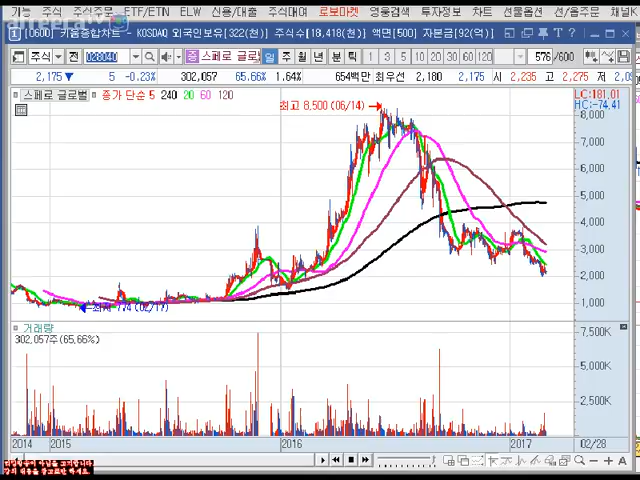 afreeca
기능 주식 주식주문 ETF/ETN ELW 신용/대출 주식대여 로보마켓 영웅검색 투자정보 차트 선물옵션 선/옵주문 채널K
[0600] 키움종합차트 - KOSDAQ 외국인보유[322(천)] 주식수[18,418(천)] 액면[500] 자본금[92(억)]
주식 전 028040 스페로 글로벌 일 주 월 년 분 틱 1 3 5 10 20 30 60 576 /600
2,175 ▼ 5 -0.23% 302,057 65.66% 1.64% 654백만 최우선 2,180 2,175 시 2,235 고 2,275
스페로 글로벌 종가 단순 5 240 20 60 120
LC:181.01
HC:-74.41
최고 8,500 (06/14)
8,000
7,000
6,000
5,000
4,000
3,000
2,000
1,000
최저 774 (02/17)
거래량
302,057주(65.66%)
7,500K
5,000K
2,500K
2014 2015 2016 2017 02/28